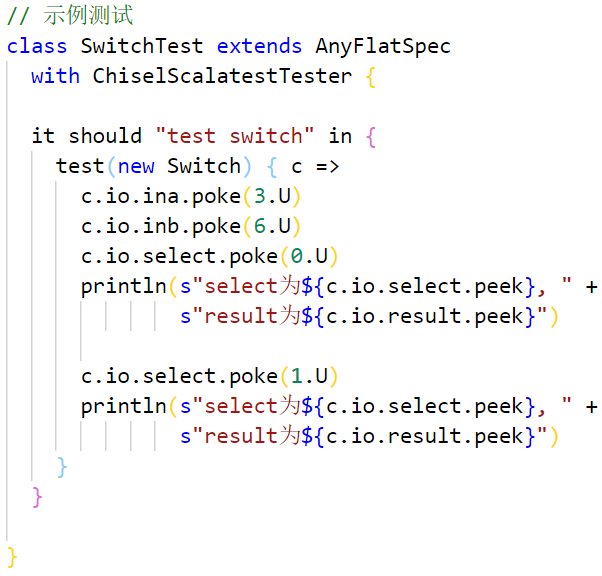 // 示例测试
class SwitchTest extends AnyFlatSpec
with ChiselScalatestTester {
it should "test switch" in {
test(new Switch) { c =>
c.io.ina.poke(3.U)
c.io.inb.poke(6.U)
c.io.select.poke(0.U)
println(s"select为${c.io.select.peek}, " +
s"result为${c.io.result.peek}")
c.io.select.poke(1.U)
println(s"select为${c.io.select.peek}, " +
s"result为${c.io.result.peek}")
}
}
}